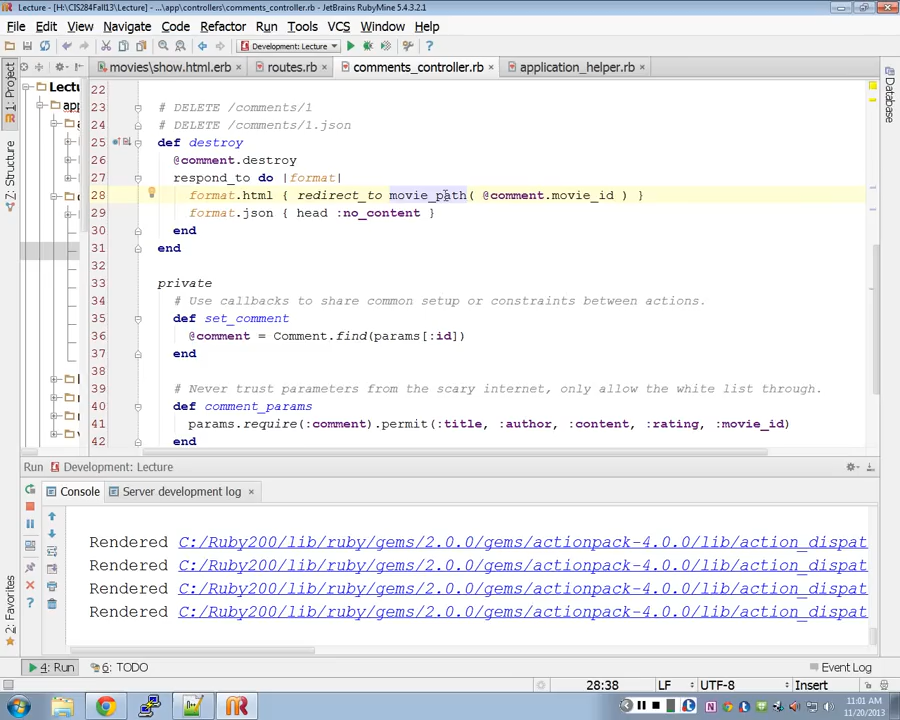 Lecture - [H:\CIS284Fall13\Lecture] - ...\app\controllers\comments_controller.rb - JetBrains RubyMine 5.4.3.2.1
File Edit View Navigate Code Refactor Run Tools VCS Window Help
Development: Lecture
movies\show.html.erb routes.rb comments_controller.rb application_helper.rb
1: Project
Lectu
app
Z: Structure
2: Favorites
Database
22
23 # DELETE /comments/1
24 # DELETE /comments/1.json
25 def destroy
26 @comment.destroy
27 respond_to do |format|
28 format.html { redirect_to movie_path( @comment.movie_id ) }
29 format.json { head :no_content }
30 end
31 end
32
33 private
34 # Use callbacks to share common setup or constraints between actions.
35 def set_comment
36 @comment = Comment.find(params[:id])
37 end
38
39 # Never trust parameters from the scary internet, only allow the white list through.
40 def comment_params
41 params.require(:comment).permit(:title, :author, :content, :rating, :movie_id)
42 end
Run Development: Lecture
Console Server development log
Rendered C:/Ruby200/lib/ruby/gems/2.0.0/gems/actionpack-4.0.0/lib/action_dispat
Rendered C:/Ruby200/lib/ruby/gems/2.0.0/gems/actionpack-4.0.0/lib/action_dispat
Rendered C:/Ruby200/lib/ruby/gems/2.0.0/gems/actionpack-4.0.0/lib/action_dispat
Rendered C:/Ruby200/lib/ruby/gems/2.0.0/gems/actionpack-4.0.0/lib/action_dispat
4: Run 6: TODO Event Log
28:38 LF UTF-8 Insert
11:01 AM
11/20/2013